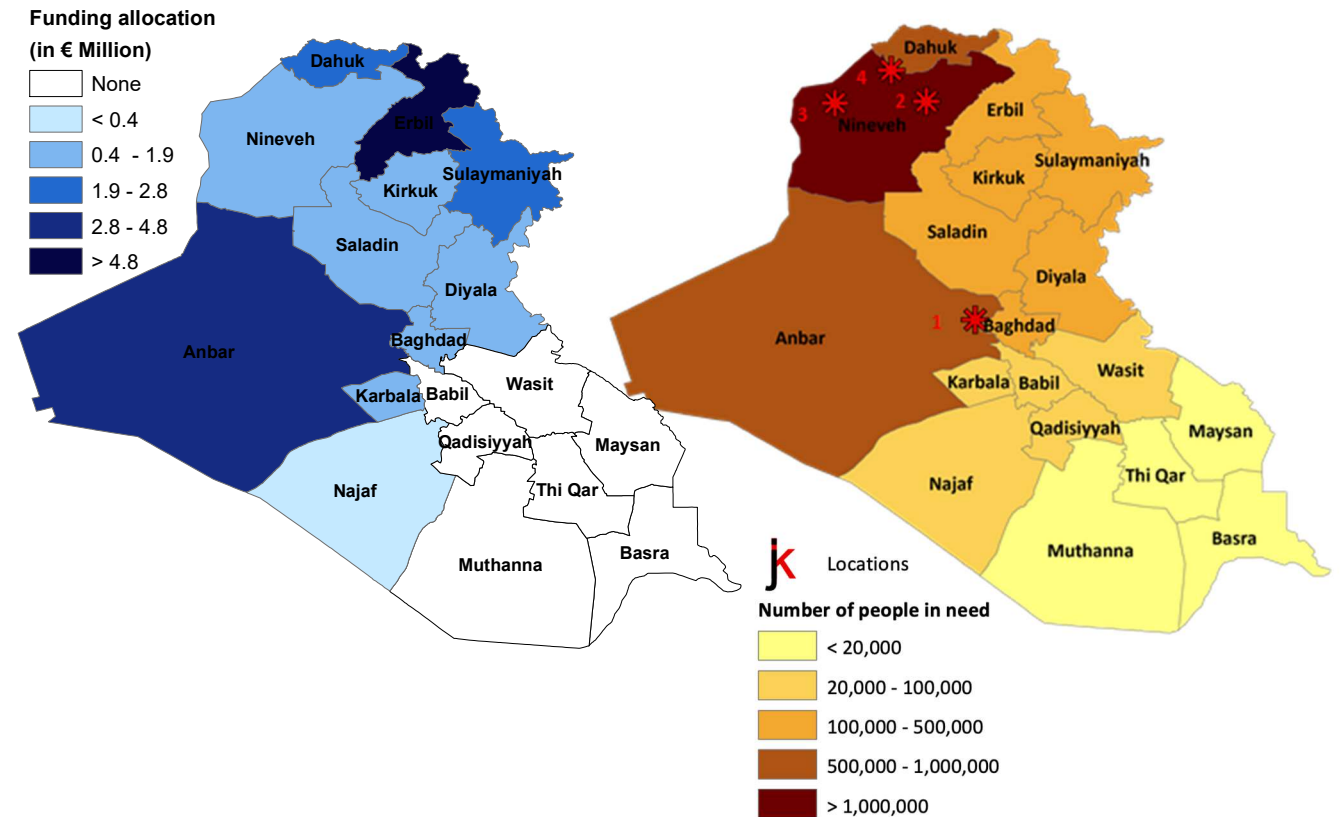 Funding allocation
(in € Million)
None
< 0.4
0.4 - 1.9
1.9 - 2.8
2.8 - 4.8
> 4.8
Dahuk
Nineveh
Erbil
Sulaymaniyah
Kirkuk
Saladin
Diyala
Baghdad
Anbar
Karbala
Babil
Wasit
Qadisiyyah
Maysan
Najaf
Thi Qar
Muthanna
Basra
Dahuk
4
3
2
Nineveh
Erbil
Sulaymaniyah
Kirkuk
Saladin
Diyala
1
Baghdad
Anbar
Karbala
Babil
Wasit
Qadisiyyah
Maysan
Najaf
Thi Qar
Muthanna
Basra
jk Locations
Number of people in need
< 20,000
20,000 - 100,000
100,000 - 500,000
500,000 - 1,000,000
> 1,000,000